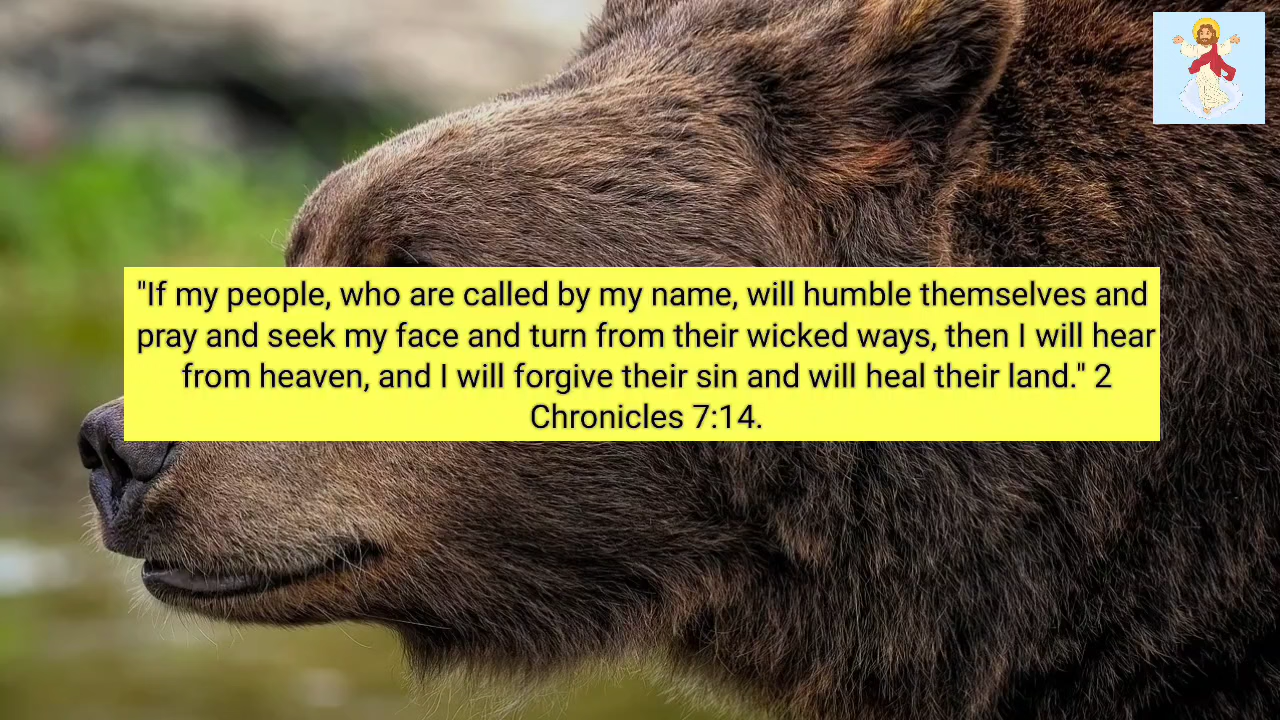 "If my people, who are called by my name, will humble themselves and
pray and seek my face and turn from their wicked ways, then I will hear
from heaven, and I will forgive their sin and will heal their land." 2
Chronicles 7:14.